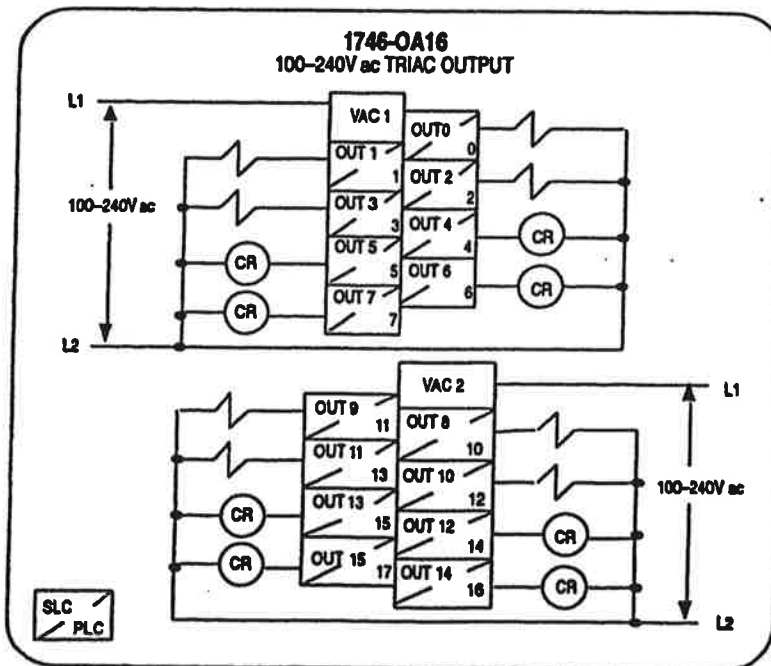 1746-OA16
100–240V ac TRIAC OUTPUT
L1
VAC 1
OUT0
0
OUT 1
1
OUT 2
2
100–240V ac
OUT 3
3
OUT 4
4
CR
CR
OUT 5
5
OUT 6
6
CR
CR
OUT 7
7
L2
VAC 2
L1
OUT 9
11
OUT 8
10
OUT 11
13
OUT 10
12
100–240V ac
CR
OUT 13
15
OUT 12
14
CR
CR
OUT 15
17
OUT 14
16
CR
SLC
PLC
L2